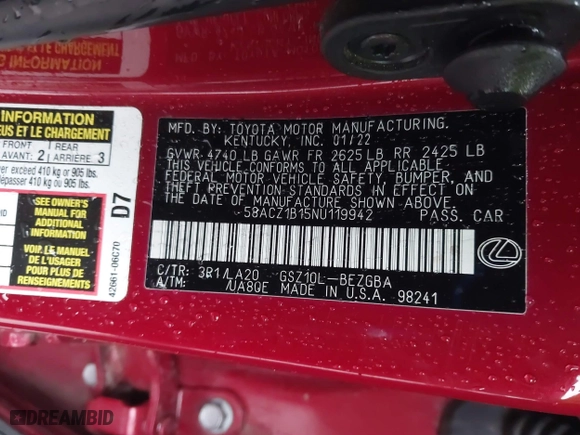 INFORMATION
EUS ET LE CHARGEMENT
FRONT 1 REAR
AVANT: 2 ARRIÈRE 3
ver exceed 410 kg or 905 lbs.
dépasser 410 kg ou 905 lbs.
SEE OWNER'S
MANUAL FOR
ADDITIONAL
INFORMATION
VOIR LE MANUEL
DE L'USAGER
POUR PLUS DE
RENSEIGNEMENTS
D7
42661-06C70
MFD. BY: TOYOTA MOTOR MANUFACTURING,
KENTUCKY, INC. 01/22
GVWR 4740 LB GAWR FR 2625 LB RR 2425 LB
THIS VEHICLE CONFORMS TO ALL APPLICABLE
FEDERAL MOTOR VEHICLE SAFETY, BUMPER, AND
THEFT PREVENTION STANDARDS IN EFFECT ON
THE DATE OF MANUFACTURE SHOWN ABOVE.
58ACZ1B15NU119942 PASS. CAR
C/TR: 3R1/LA20 GSZ10L-BEZGBA
A/TM: /UA80E MADE IN U.S.A. 98241
DREAMBID